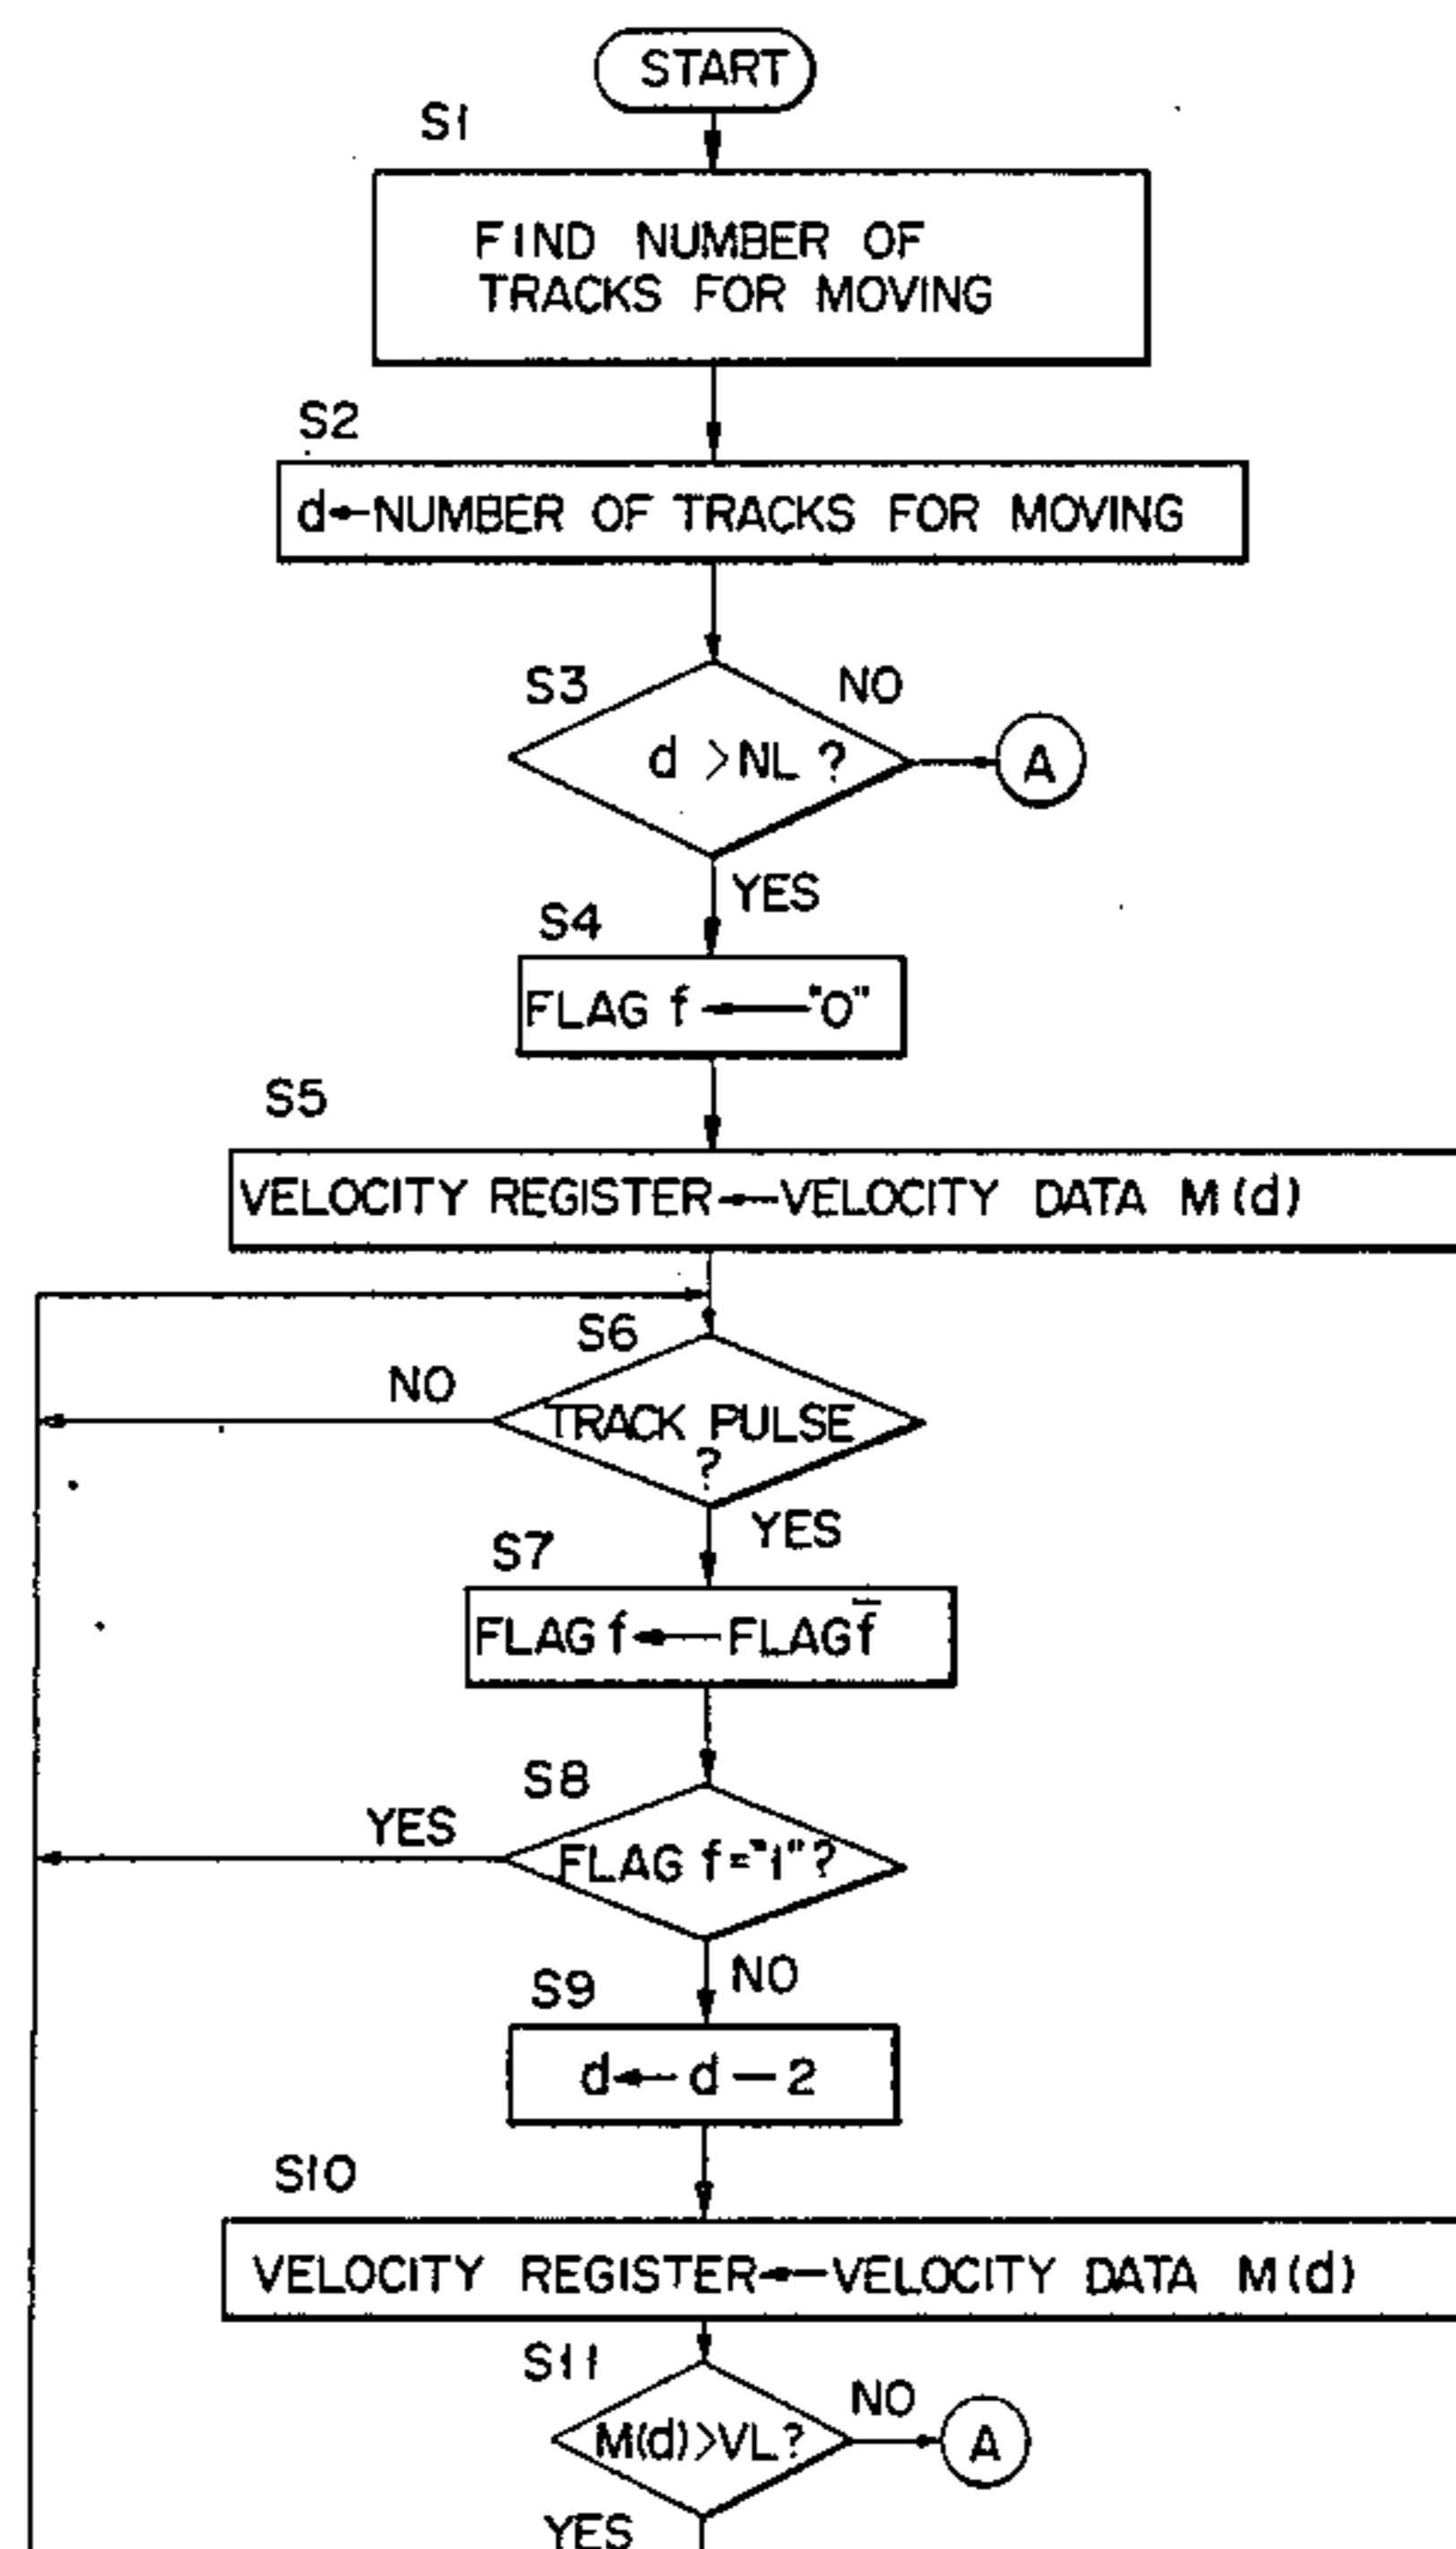 START
S1
FIND NUMBER OF
TRACKS FOR MOVING
S2
d←NUMBER OF TRACKS FOR MOVING
S3
NO
d >NL ?
A
YES
S4
FLAG f←"0"
S5
VELOCITY REGISTER←VELOCITY DATA M(d)
S6
NO
TRACK PULSE
?
YES
S7
FLAG f←FLAG f̄
S8
YES
FLAG f="1"?
NO
S9
d←d−2
S10
VELOCITY REGISTER←VELOCITY DATA M(d)
S11
NO
M(d)>VL?
A
YES